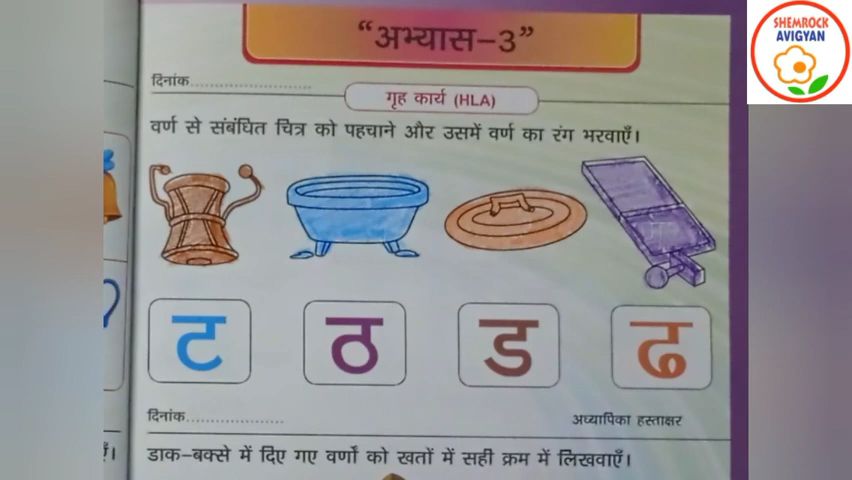 SHEMROCK
AVIGYAN
“अभ्यास-3”
दिनांक........................
गृह कार्य (HLA)
वर्ण से संबंधित चित्र को पहचाने और उसमें वर्ण का रंग भरवाएँ।
ट ठ ड ढ
दिनांक.................... अध्यापिका हस्ताक्षर
डाक-बक्से में दिए गए वर्णों को खतों में सही क्रम में लिखवाएँ।